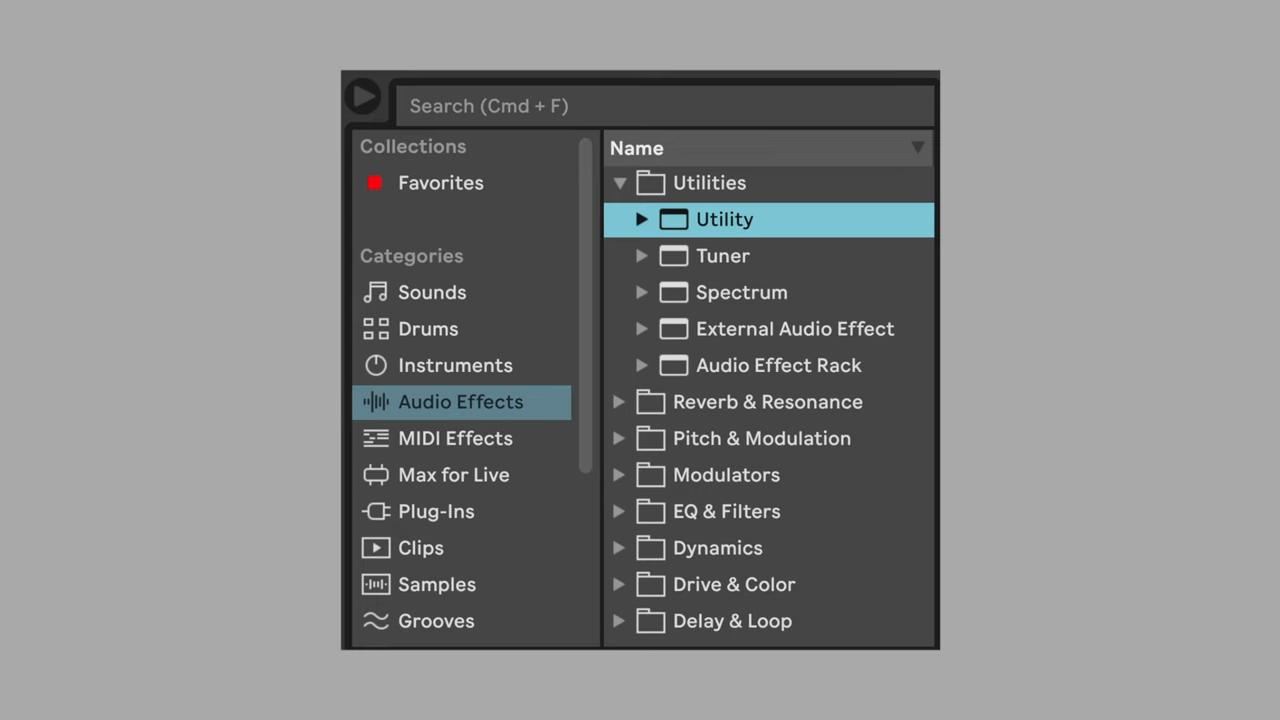 Search (Cmd + F)
Collections
Favorites
Categories
Sounds
Drums
Instruments
Audio Effects
MIDI Effects
Max for Live
Plug-Ins
Clips
Samples
Grooves
Name
Utilities
Utility
Tuner
Spectrum
External Audio Effect
Audio Effect Rack
Reverb & Resonance
Pitch & Modulation
Modulators
EQ & Filters
Dynamics
Drive & Color
Delay & Loop